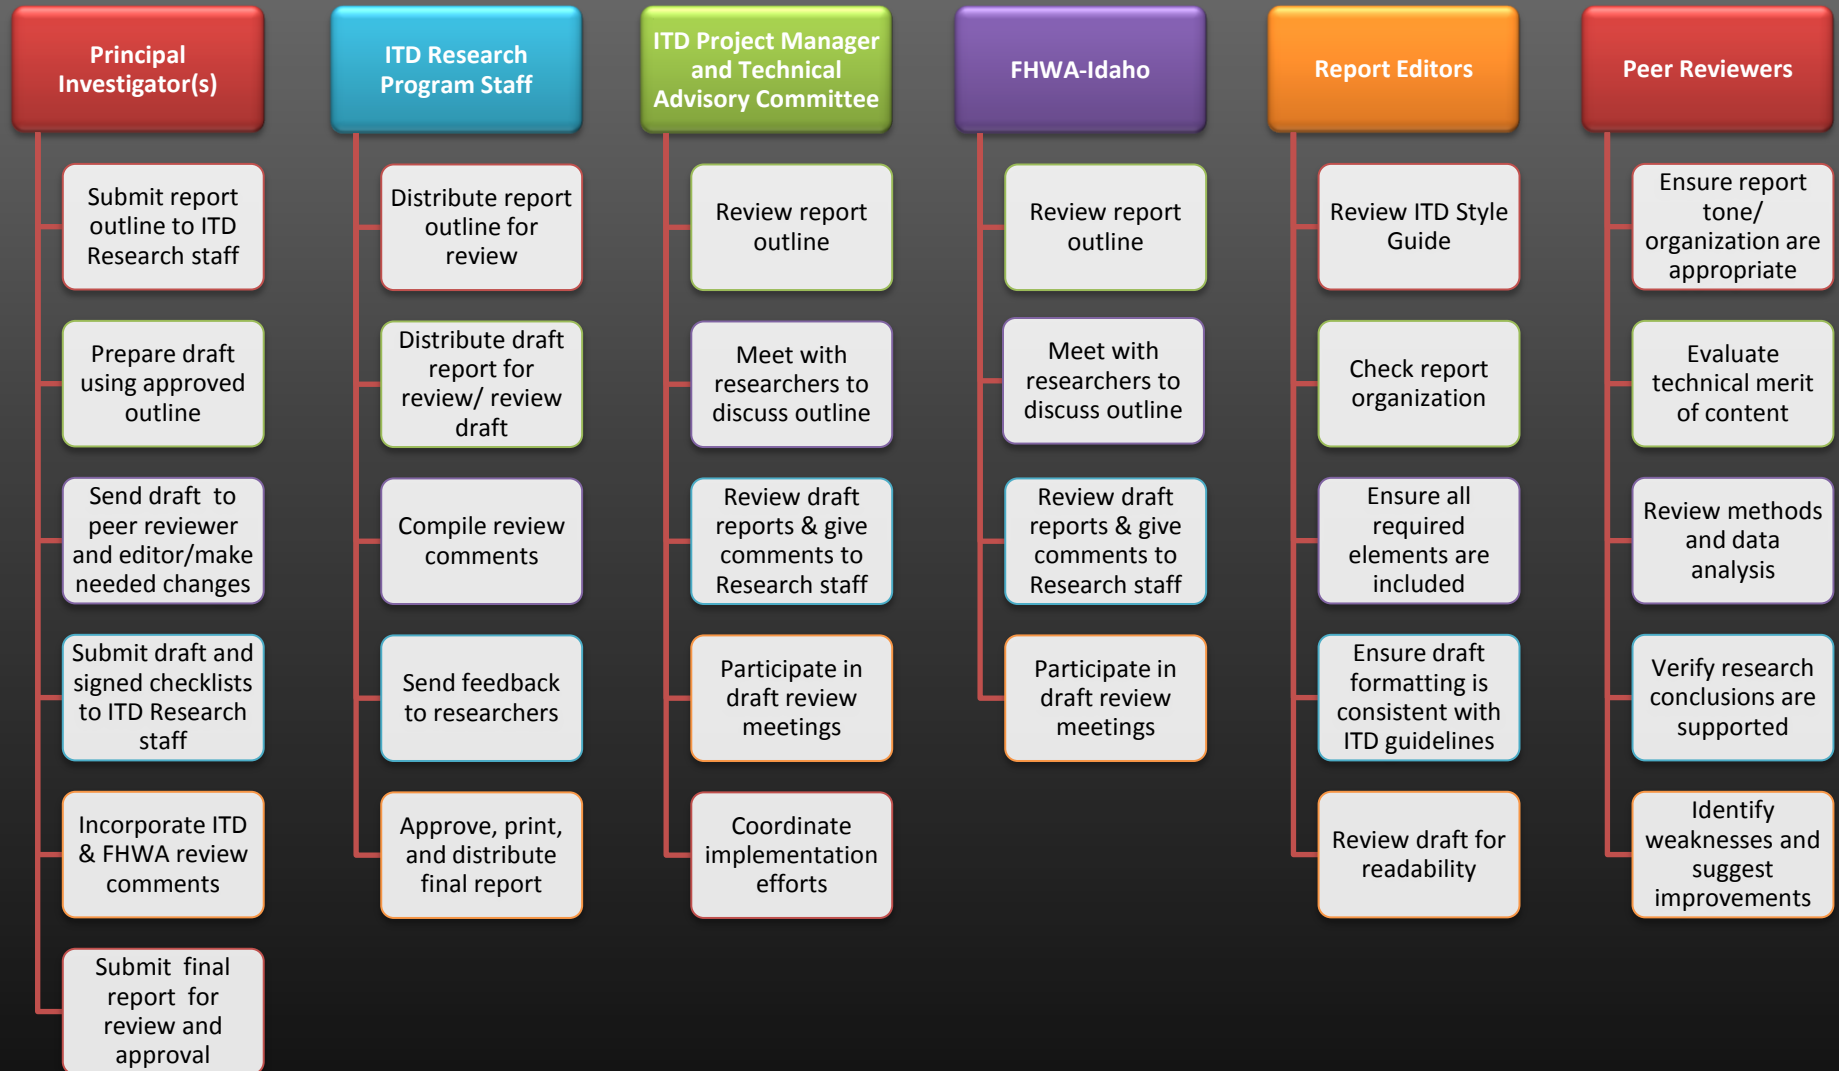 Principal
Investigator(s)
Submit report
outline to ITD
Research staff
Prepare draft
using approved
outline
Send draft to
peer reviewer
and editor/make
needed changes
Submit draft and
signed checklists
to ITD Research
staff
Incorporate ITD
& FHWA review
comments
Submit final
report for
review and
approval
ITD Research
Program Staff
Distribute report
outline for
review
Distribute draft
report for
review/ review
draft
Compile review
comments
Send feedback
to researchers
Approve, print,
and distribute
final report
ITD Project Manager
and Technical
Advisory Committee
Review report
outline
Meet with
researchers to
discuss outline
Review draft
reports & give
comments to
Research staff
Participate in
draft review
meetings
Coordinate
implementation
efforts
FHWA-Idaho
Review report
outline
Meet with
researchers to
discuss outline
Review draft
reports & give
comments to
Research staff
Participate in
draft review
meetings
Report Editors
Review ITD Style
Guide
Check report
organization
Ensure all
required
elements are
included
Ensure draft
formatting is
consistent with
ITD guidelines
Review draft for
readability
Peer Reviewers
Ensure report
tone/
organization are
appropriate
Evaluate
technical merit
of content
Review methods
and data
analysis
Verify research
conclusions are
supported
Identify
weaknesses and
suggest
improvements